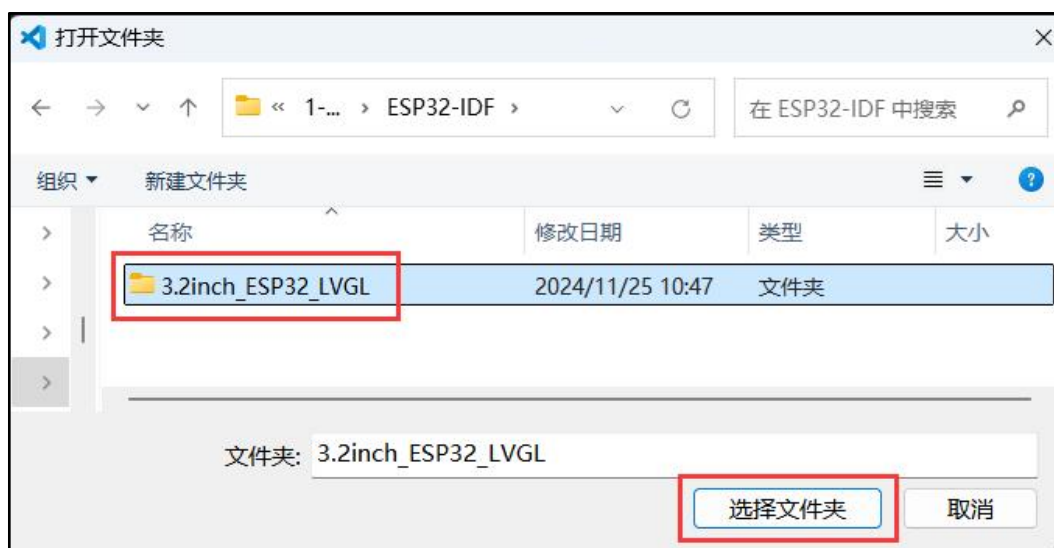 打开文件夹
« 1-... › ESP32-IDF ›
在 ESP32-IDF 中搜索
组织 新建文件夹
名称 修改日期 类型 大小
3.2inch_ESP32_LVGL 2024/11/25 10:47 文件夹
文件夹: 3.2inch_ESP32_LVGL
选择文件夹 取消